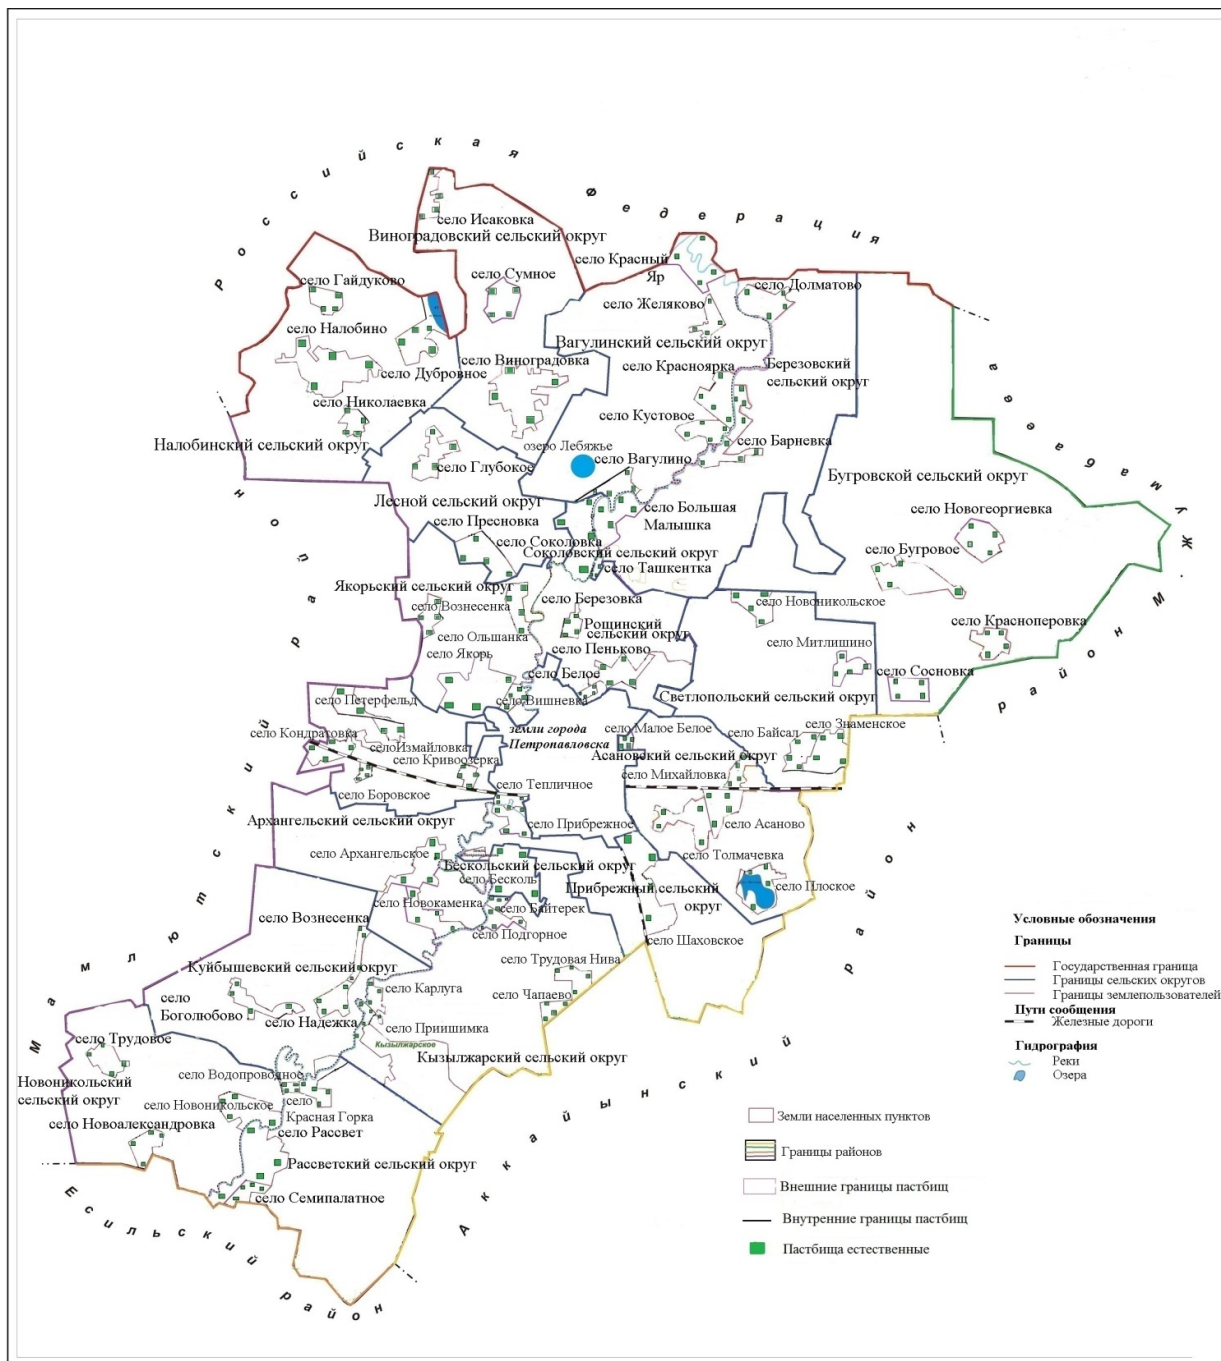 Российская Федерация
село Исаковка
Виноградовский сельский округ
село Красный
Яр
село Гайдуково
село Сумное
село Долматово
село Желяково
село Налобино
Вагулинский сельский округ
село Виноградовка
село Красноярка
Березовский
сельский округ
село Дубровное
село Николаевка
село Кустовое
Налобинский сельский округ
озеро Лебяжье
село Барневка
село Глубокое
село Вагулино
Бугровской сельский округ
Лесной сельский округ
село Большая
Малышка
село Новогеоргиевка
село Пресновка
село Соколовка
Соколовский сельский округ
село Бугровое
село Ташкентка
Якорьский сельский округ
село Березовка
село Новоникольское
село Вознесенка
село Красноперовка
Рощинский
сельский округ
село Ольшанка
село Митлишино
село Якорь
село Пеньково
село Белое
село Сосновка
село Петерфельд
село Вишневка
Светлопольский сельский округ
земли города
Петропавловска
село Малое Белое
село Знаменское
село Кондратовка
село Байсал
селоИзмайловка
Асановский сельский округ
село Кривоозерка
село Михайловка
село Тепличное
село Боровское
Архангельский сельский округ
село Прибрежное
село Асаново
село Архангельское
село Толмачевка
Бескольский сельский округ
село Бесколь
Прибрежный сельский
округ
село Плоское
село Новокаменка
село Байтерек
село Вознесенка
село Подгорное
село Шаховское
село Трудовая Нива
Куйбышевский сельский округ
село Карлуга
село
Боголюбово
село Чапаево
село Надежка
село Приишимка
село Трудовое
Кызылжарское
Кызылжарский сельский округ
Новоникольский
сельский округ
село Водопроводное
село Новоникольское
село
Красная Горка
село Новоалександровка
село Рассвет
Рассветский сельский округ
село Семипалатное
Мамлютский район
Есильский район
Аккайынский район
район М. Жумабаева
Условные обозначения
Границы
Государственная граница
Границы сельских округов
Границы землепользователей
Пути сообщения
Железные дороги
Гидрография
Реки
Озера
Земли населенных пунктов
Границы районов
Внешние границы пастбищ
Внутренние границы пастбищ
Пастбища естественные